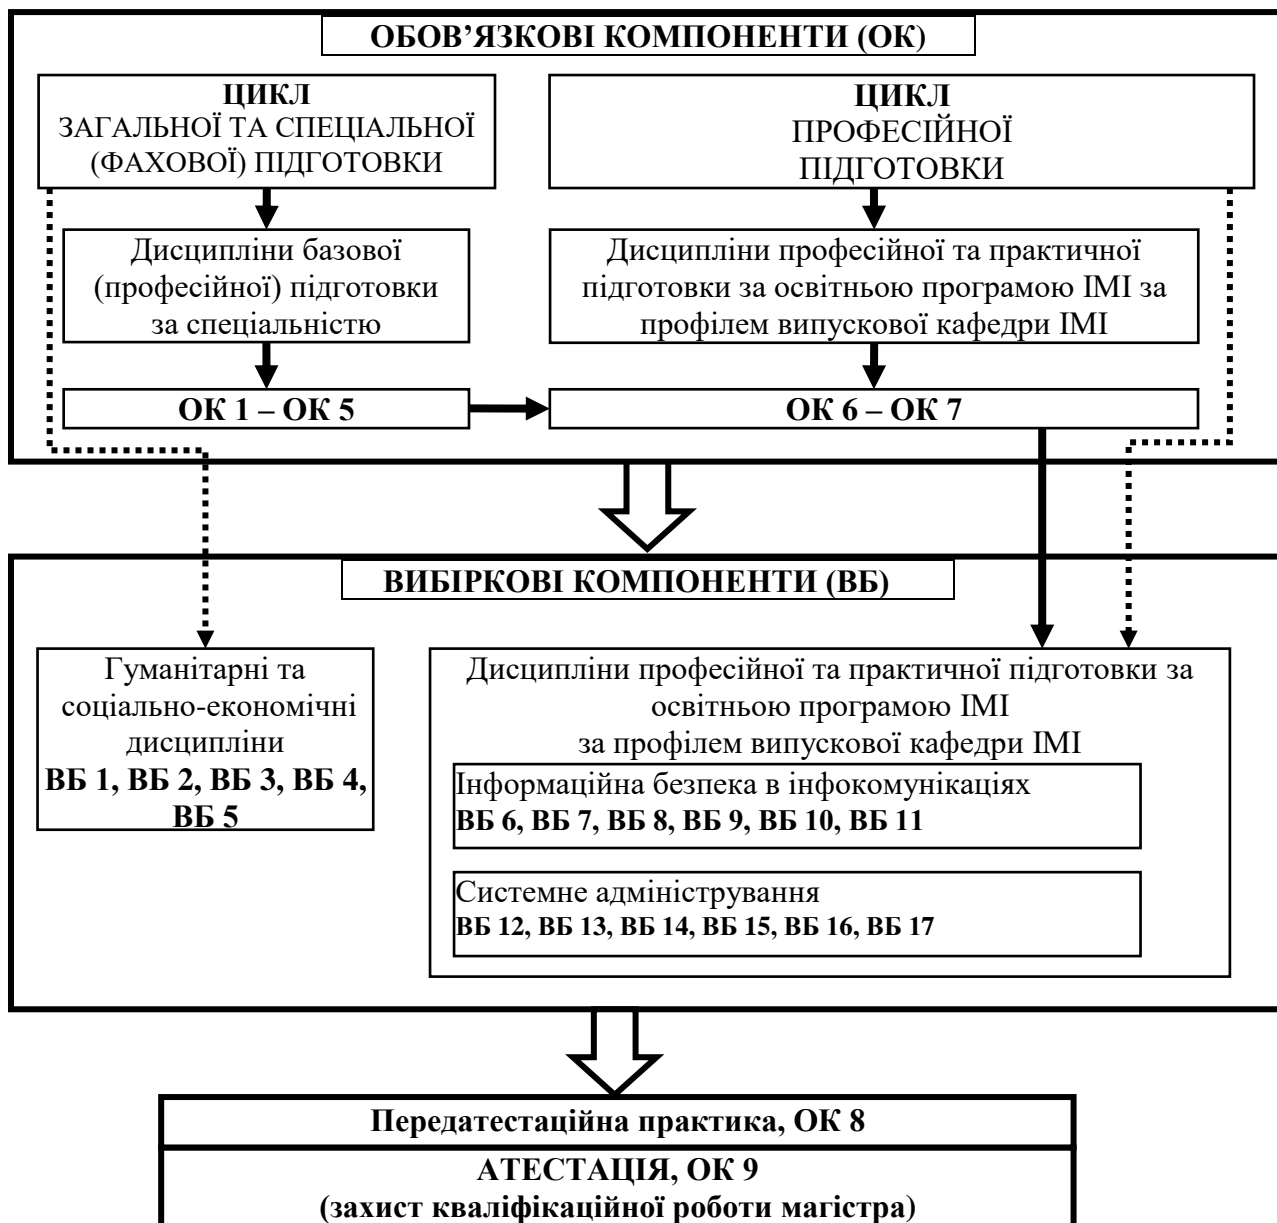 ОБОВ’ЯЗКОВІ КОМПОНЕНТИ (ОК)
ЦИКЛ
ЗАГАЛЬНОЇ ТА СПЕЦІАЛЬНОЇ
(ФАХОВОЇ) ПІДГОТОВКИ
ЦИКЛ
ПРОФЕСІЙНОЇ
ПІДГОТОВКИ
Дисципліни базової
(професійної) підготовки
за спеціальністю
Дисципліни професійної та практичної
підготовки за освітньою програмою ІМІ за
профілем випускової кафедри ІМІ
ОК 1 – ОК 5
ОК 6 – ОК 7
ВИБІРКОВІ КОМПОНЕНТИ (ВБ)
Гуманітарні та
соціально-економічні
дисципліни
ВБ 1, ВБ 2, ВБ 3, ВБ 4,
ВБ 5
Дисципліни професійної та практичної підготовки за
освітньою програмою ІМІ
за профілем випускової кафедри ІМІ
Інформаційна безпека в інфокомунікаціях
ВБ 6, ВБ 7, ВБ 8, ВБ 9, ВБ 10, ВБ 11
Системне адміністрування
ВБ 12, ВБ 13, ВБ 14, ВБ 15, ВБ 16, ВБ 17
Передатестаційна практика, ОК 8
АТЕСТАЦІЯ, ОК 9
(захист кваліфікаційної роботи магістра)